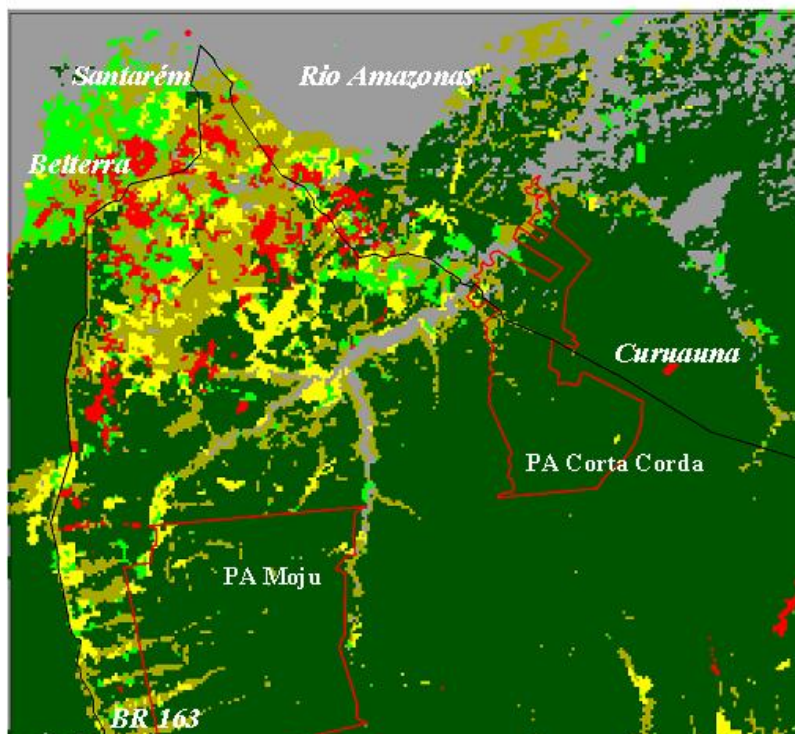 Santarém
Rio Amazonas
Belterra
Curuauna
PA Corta Corda
PA Moju
BR 163